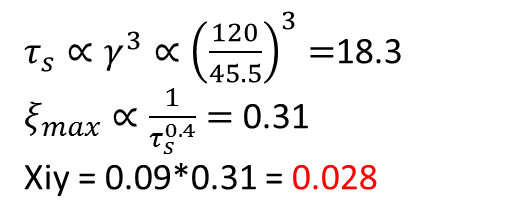 τₛ ∝ γ³ ∝ (120/45.5)³ =18.3
ξₘₐₓ ∝ 1/τₛ^0.4 = 0.31
Xiy = 0.09*0.31 = 0.028